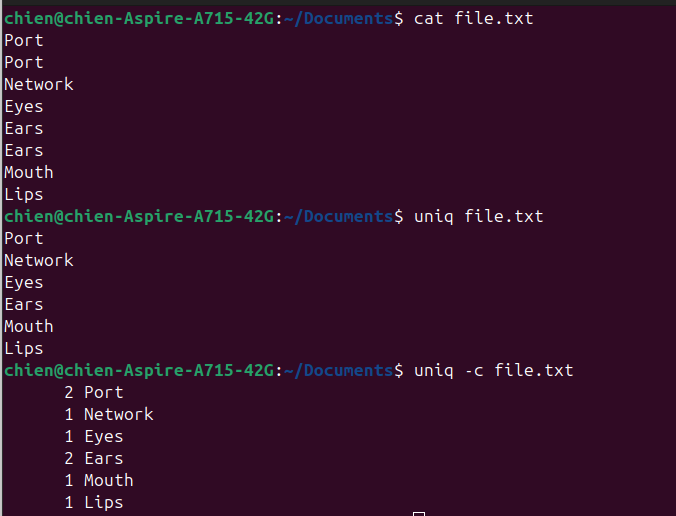 chien@chien-Aspire-A715-42G:~/Documents$ cat file.txt
Port
Port
Network
Eyes
Ears
Ears
Mouth
Lips
chien@chien-Aspire-A715-42G:~/Documents$ uniq file.txt
Port
Network
Eyes
Ears
Mouth
Lips
chien@chien-Aspire-A715-42G:~/Documents$ uniq -c file.txt
      2 Port
      1 Network
      1 Eyes
      2 Ears
      1 Mouth
      1 Lips